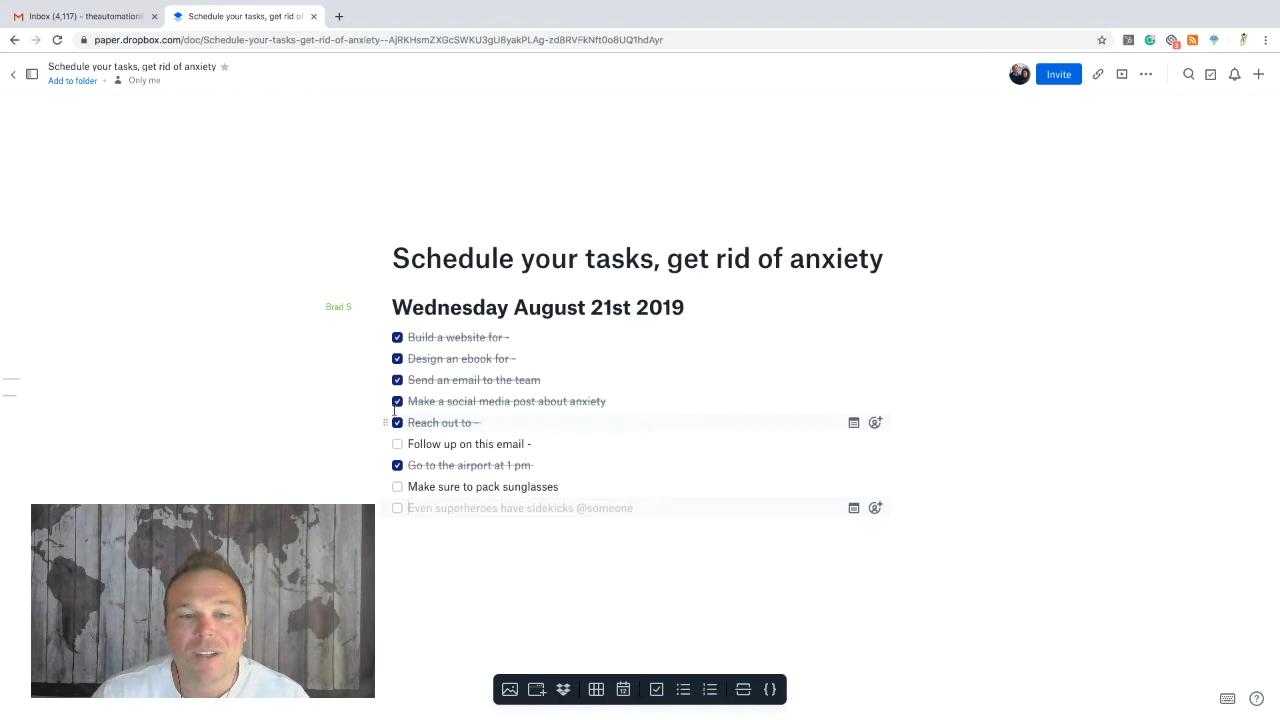 Inbox (4,117) - theautomation
Schedule your tasks, get rid of
paper.dropbox.com/doc/Schedule-your-tasks-get-rid-of-anxiety--AjRKHsmZXGcSWKU3gU8yakPLAg-zd8RVFkNft0o8UQ1hdAyr
3
Schedule your tasks, get rid of anxiety
Add to folder
Only me
Invite
Schedule your tasks, get rid of anxiety
Brad S
Wednesday August 21st 2019
Build a website for -
Design an ebook for -
Send an email to the team
Make a social media post about anxiety
Reach out to -
Follow up on this email -
Go to the airport at 1 pm
Make sure to pack sunglasses
Even superheroes have sidekicks @someone
12